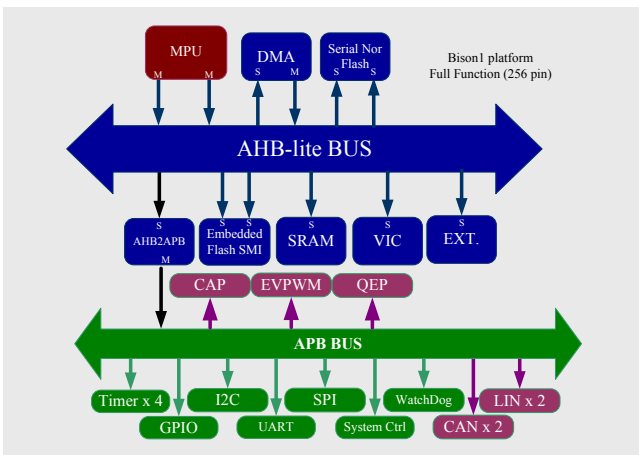 MPU
M
M
DMA
S
M
Serial Nor
Flash
S
S
Bison1 platform
Full Function (256 pin)
AHB-lite BUS
S
AHB2APB
M
S
S
Embedded
Flash SMI
S
SRAM
S
VIC
S
EXT.
CAP
EVPWM
QEP
APB BUS
Timer x 4
I2C
SPI
WatchDog
LIN x 2
GPIO
UART
System Ctrl
CAN x 2